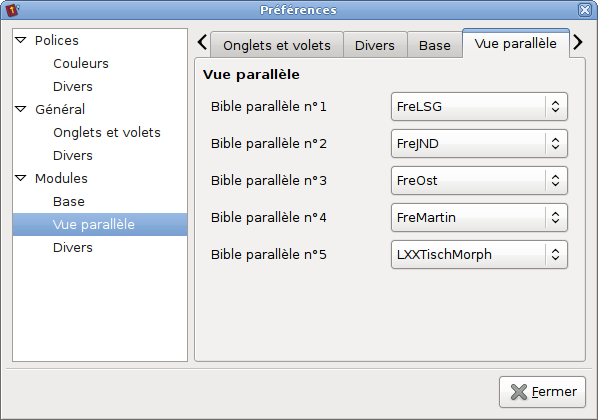 Préférences
Polices
Couleurs
Divers
Général
Onglets et volets
Divers
Modules
Base
Vue parallèle
Divers
Onglets et volets Divers Base Vue parallèle
Vue parallèle
Bible parallèle n°1 FreLSG
Bible parallèle n°2 FreJND
Bible parallèle n°3 FreOst
Bible parallèle n°4 FreMartin
Bible parallèle n°5 LXXTischMorph
Fermer